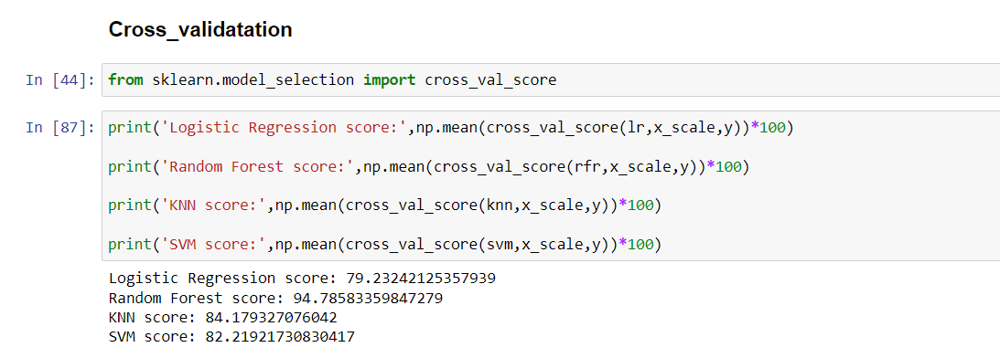 Cross_validatation
In [44]: from sklearn.model_selection import cross_val_score
In [87]: print('Logistic Regression score:',np.mean(cross_val_score(lr,x_scale,y))*100)
print('Random Forest score:',np.mean(cross_val_score(rfr,x_scale,y))*100)
print('KNN score:',np.mean(cross_val_score(knn,x_scale,y))*100)
print('SVM score:',np.mean(cross_val_score(svm,x_scale,y))*100)
Logistic Regression score: 79.23242125357939
Random Forest score: 94.78583359847279
KNN score: 84.179327076042
SVM score: 82.21921730830417